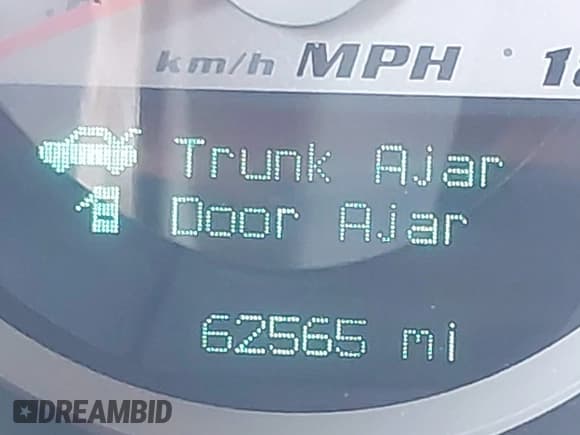 km/h MPH
Trunk Ajar
Door Ajar
62565 mi
DREAMBID